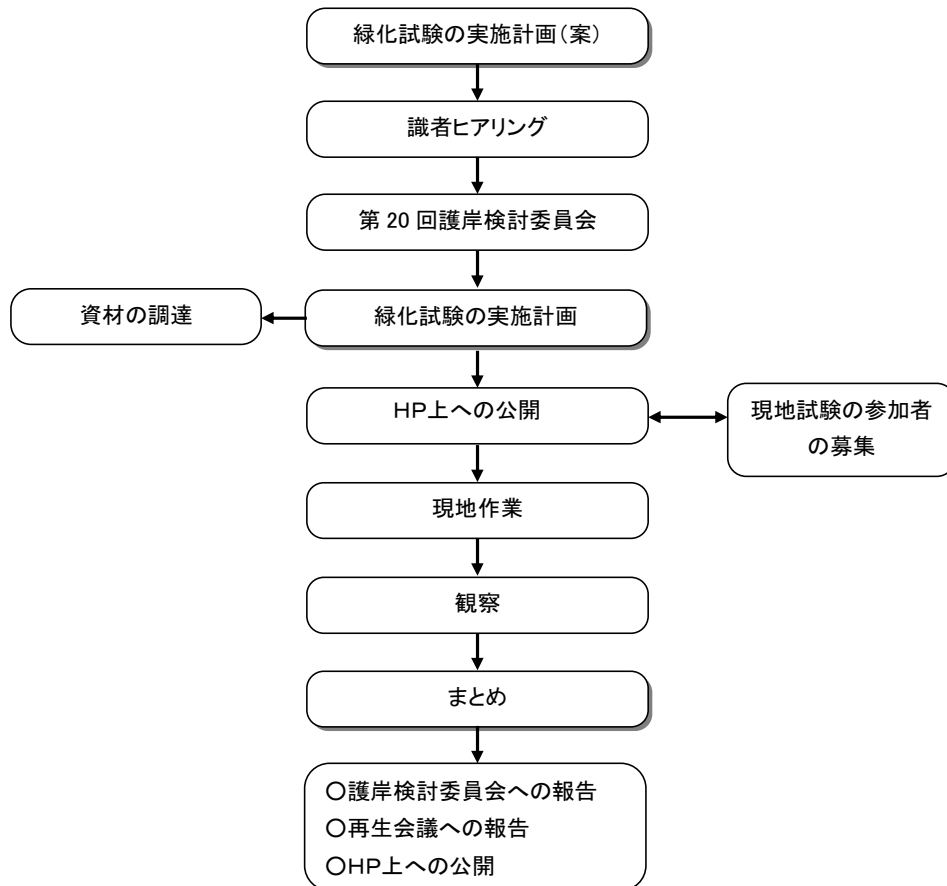 緑化試験の実施計画（案）
識者ヒアリング
第 20 回護岸検討委員会
資材の調達
緑化試験の実施計画
HP上への公開
現地試験の参加者
の募集
現地作業
観察
まとめ
○護岸検討委員会への報告
○再生会議への報告
○HP上への公開